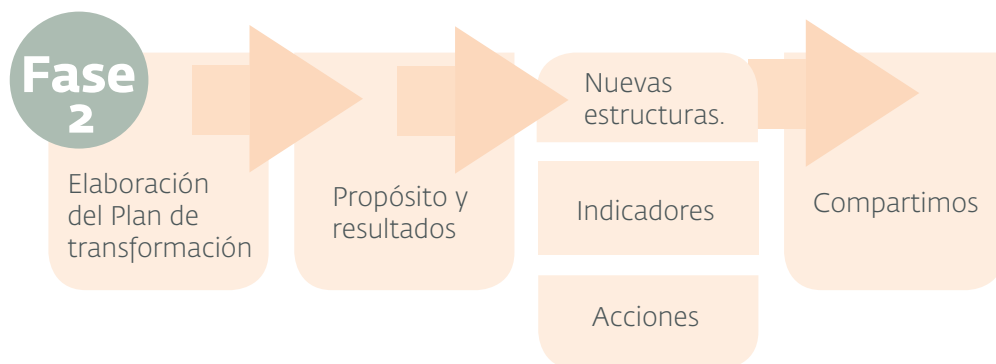 Fase
2
Elaboración
del Plan de
transformación
Propósito y
resultados
Nuevas
estructuras.
Indicadores
Acciones
Compartimos